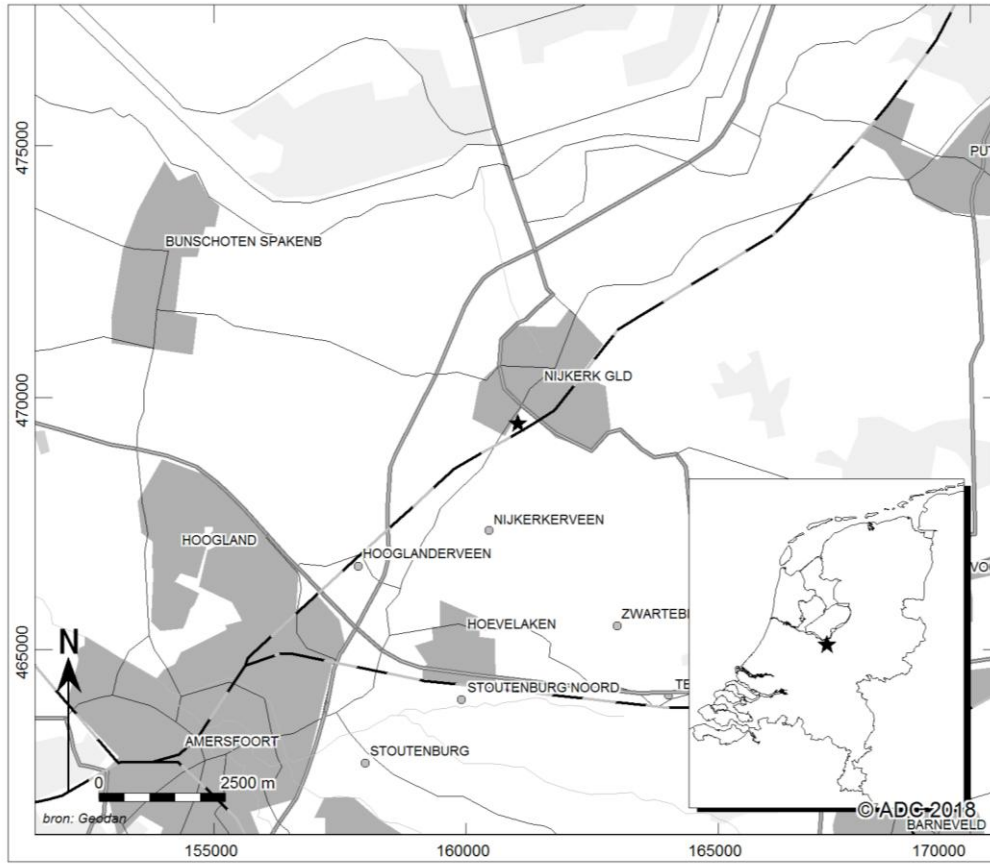 475000
470000
465000
PUT
BUNSCHOTEN SPAKENB
NIJKERK GLD
NIJKERKERVEEN
HOOGLAND
HOOGLANDERVEEN
HOEVELAKEN
ZWARTEB
VOO
STOUTENBURG NOORD
TE
AMERSFOORT
STOUTENBURG
N
0
2500 m
bron: Geodan
© ADC 2018
BARNEVELD
155000
160000
165000
170000